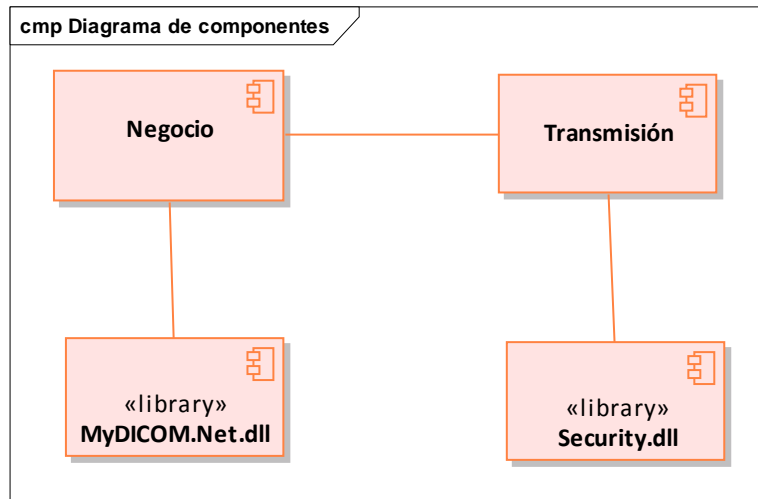 cmp Diagrama de componentes
Negocio
Transmisión
«library»
MyDICOM.Net.dll
«library»
Security.dll